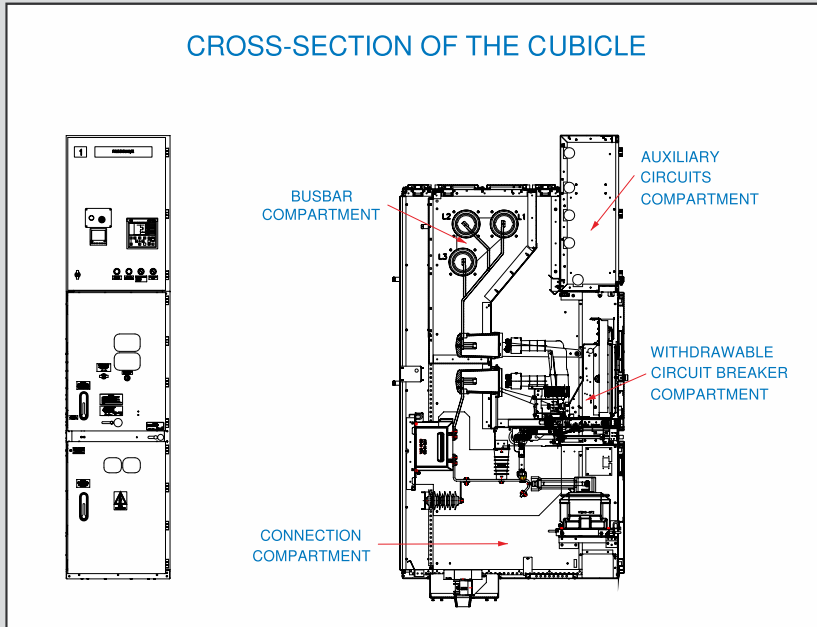 CROSS-SECTION OF THE CUBICLE
1
AUXILIARY
CIRCUITS
COMPARTMENT
BUSBAR
COMPARTMENT
L2
L1
L3
WITHDRAWABLE
CIRCUIT BREAKER
COMPARTMENT
CONNECTION
COMPARTMENT